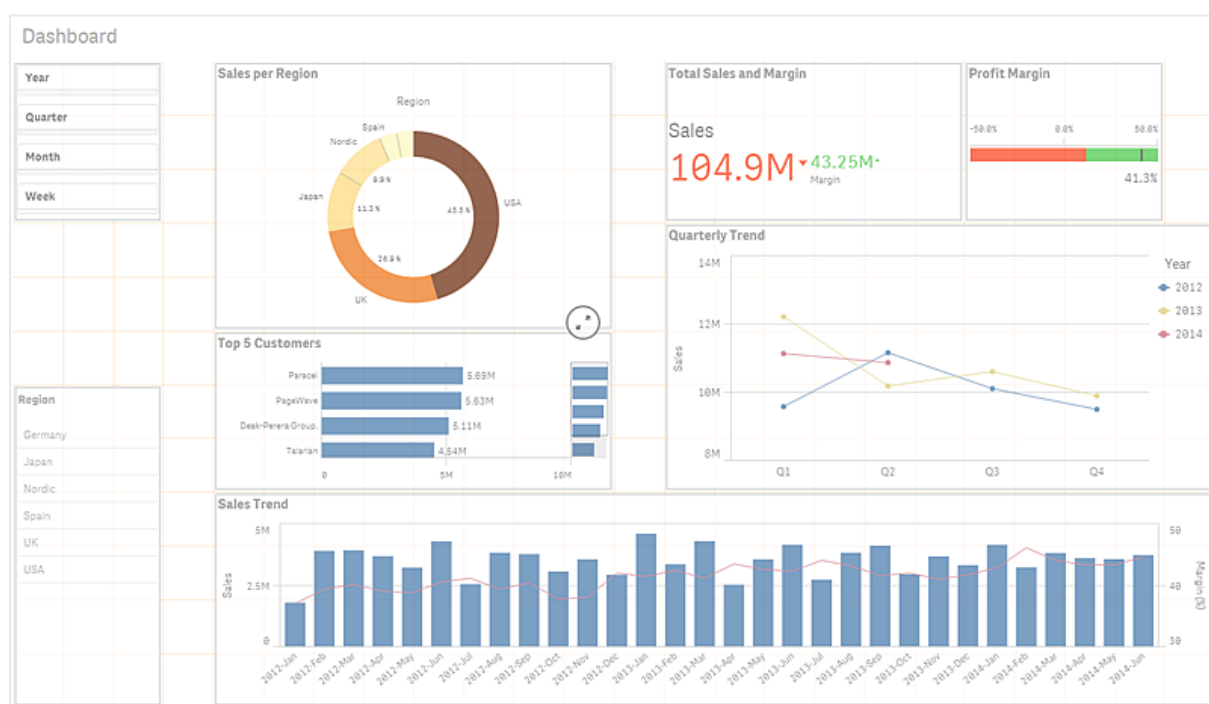 Dashboard
Year
Quarter
Month
Week
Region
Germany
Japan
Nordic
Spain
UK
USA
Sales per Region
Region
Spain
Nordic
Japan
USA
UK
9.9%
11.3%
45.5%
26.9%
Top 5 Customers
Paracel 5.69M
PageWave 5.63M
Deak-Perera Group. 5.11M
Talarian 4.54M
0 5M 10M
Total Sales and Margin
Sales
104.9M 43.25M
Margin
Profit Margin
-50.0% 0.0% 50.0%
41.3%
Quarterly Trend
14M
12M
10M
8M
Sales
Q1 Q2 Q3 Q4
Year
2012
2013
2014
Sales Trend
5M
2.5M
0
Sales
50
40
30
Margin (%)
2012-Jan 2012-Feb 2012-Mar 2012-Apr 2012-May 2012-Jun 2012-Jul 2012-Aug 2012-Sep 2012-Oct 2012-Nov 2012-Dec 2013-Jan 2013-Feb 2013-Mar 2013-Apr 2013-May 2013-Jun 2013-Jul 2013-Aug 2013-Sep 2013-Oct 2013-Nov 2013-Dec 2014-Jan 2014-Feb 2014-Mar 2014-Apr 2014-May 2014-Jun